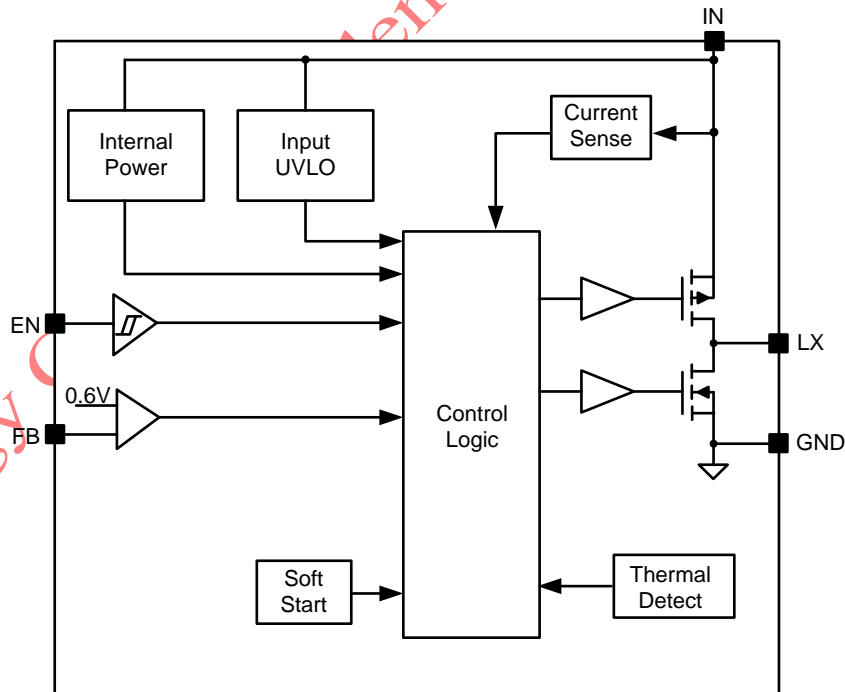 IN
Internal
Power
Input
UVLO
Current
Sense
EN
0.6V
FB
Control
Logic
LX
GND
Soft
Start
Thermal
Detect